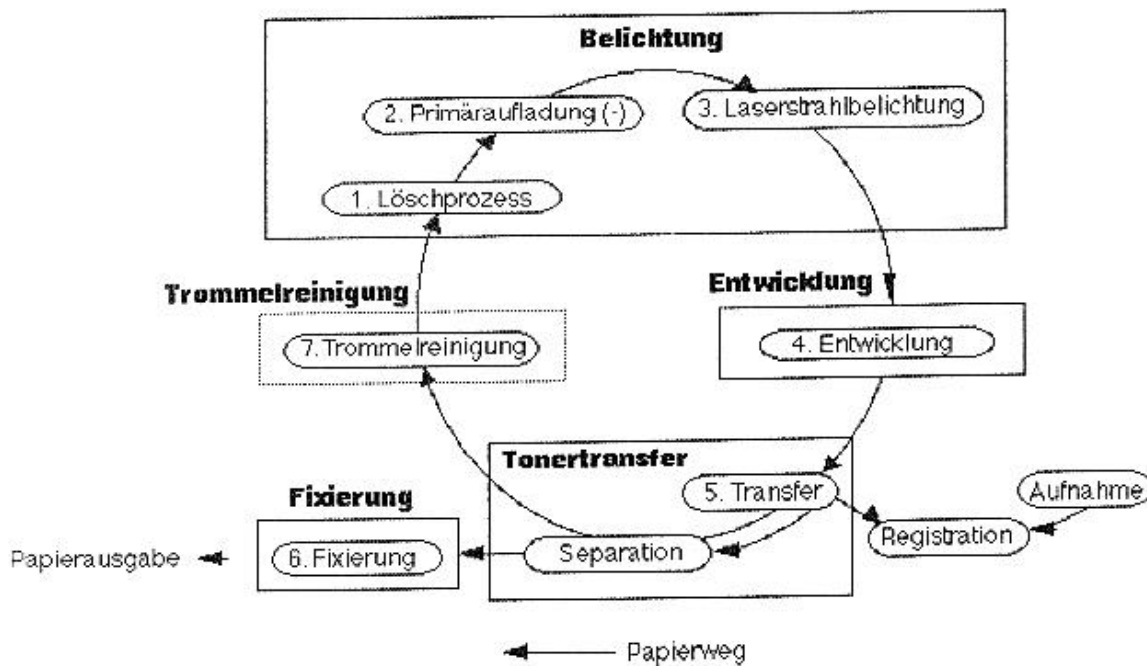 Belichtung
2. Primäraufladung (-)
3. Laserstrahlbelichtung
1. Löschprozess
Trommelreinigung
Entwicklung
7. Trommelreinigung
4. Entwicklung
Tonertransfer
5. Transfer
Aufnahme
Fixierung
Registration
Papierausgabe
6. Fixierung
Separation
Papierweg